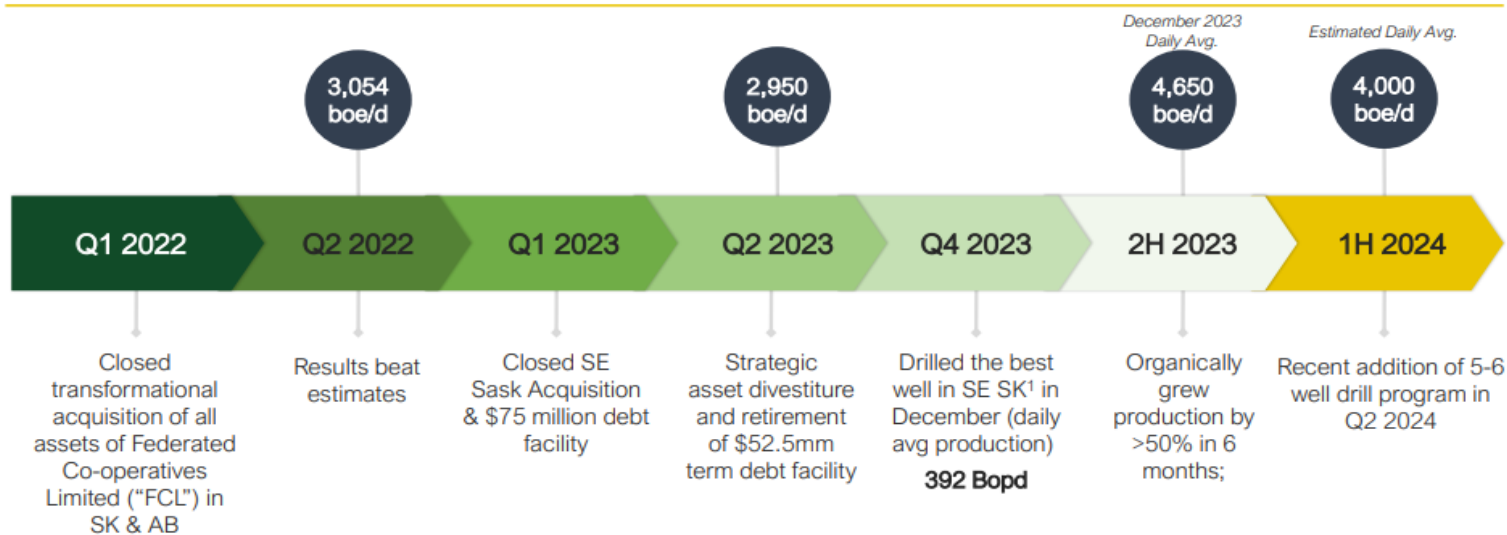 December 2023
Daily Avg.
Estimated Daily Avg.
3,054
boe/d
2,950
boe/d
4,650
boe/d
4,000
boe/d
Q1 2022
Q2 2022
Q1 2023
Q2 2023
Q4 2023
2H 2023
1H 2024
Closed
transformational
acquisition of all
assets of Federated
Co-operatives
Limited (“FCL”) in
SK & AB
Results beat
estimates
Closed SE
Sask Acquisition
& $75 million debt
facility
Strategic
asset divestiture
and retirement
of $52.5mm
term debt facility
Drilled the best
well in SE SK¹ in
December (daily
avg production)
392 Bopd
Organically
grew
production by
>50% in 6
months;
Recent addition of 5-6
well drill program in
Q2 2024